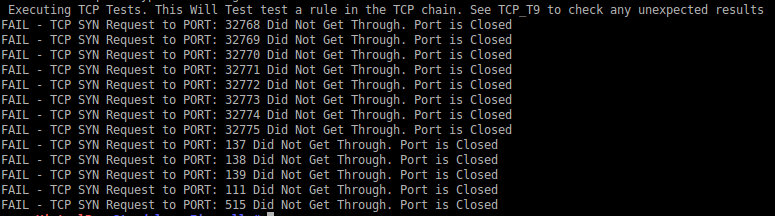 Executing TCP Tests. This Will Test test a rule in the TCP chain. See TCP_T9 to check any unexpected results
FAIL - TCP SYN Request to PORT: 32768 Did Not Get Through. Port is Closed
FAIL - TCP SYN Request to PORT: 32769 Did Not Get Through. Port is Closed
FAIL - TCP SYN Request to PORT: 32770 Did Not Get Through. Port is Closed
FAIL - TCP SYN Request to PORT: 32771 Did Not Get Through. Port is Closed
FAIL - TCP SYN Request to PORT: 32772 Did Not Get Through. Port is Closed
FAIL - TCP SYN Request to PORT: 32773 Did Not Get Through. Port is Closed
FAIL - TCP SYN Request to PORT: 32774 Did Not Get Through. Port is Closed
FAIL - TCP SYN Request to PORT: 32775 Did Not Get Through. Port is Closed
FAIL - TCP SYN Request to PORT: 137 Did Not Get Through. Port is Closed
FAIL - TCP SYN Request to PORT: 138 Did Not Get Through. Port is Closed
FAIL - TCP SYN Request to PORT: 139 Did Not Get Through. Port is Closed
FAIL - TCP SYN Request to PORT: 111 Did Not Get Through. Port is Closed
FAIL - TCP SYN Request to PORT: 515 Did Not Get Through. Port is Closed